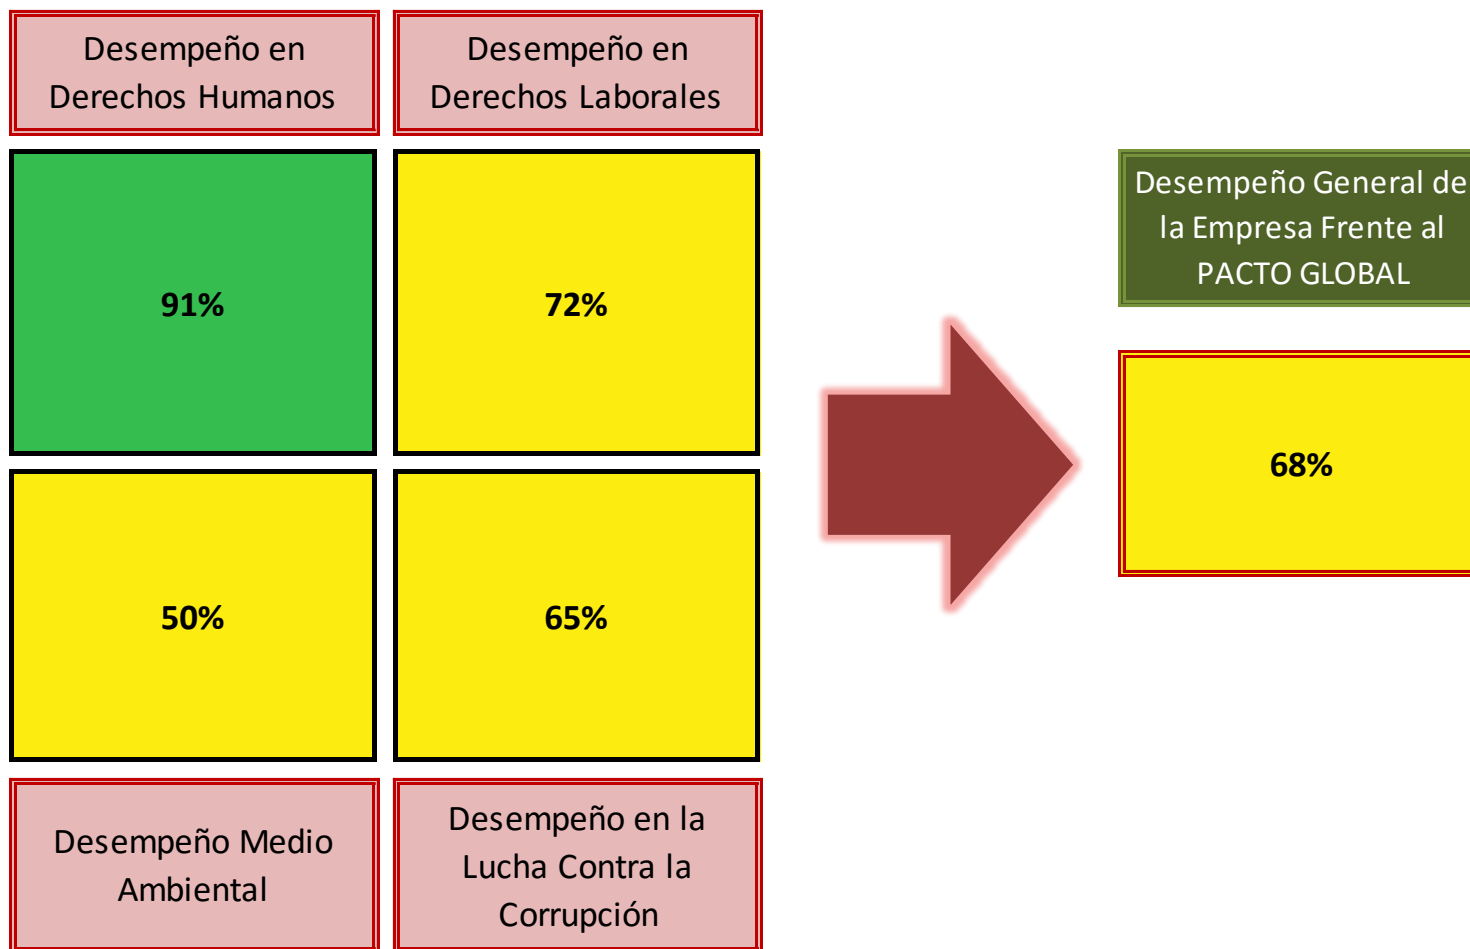 Desempeño en
Derechos Humanos
Desempeño en
Derechos Laborales
91%
72%
50%
65%
Desempeño Medio
Ambiental
Desempeño en la
Lucha Contra la
Corrupción
Desempeño General de
la Empresa Frente al
PACTO GLOBAL
68%